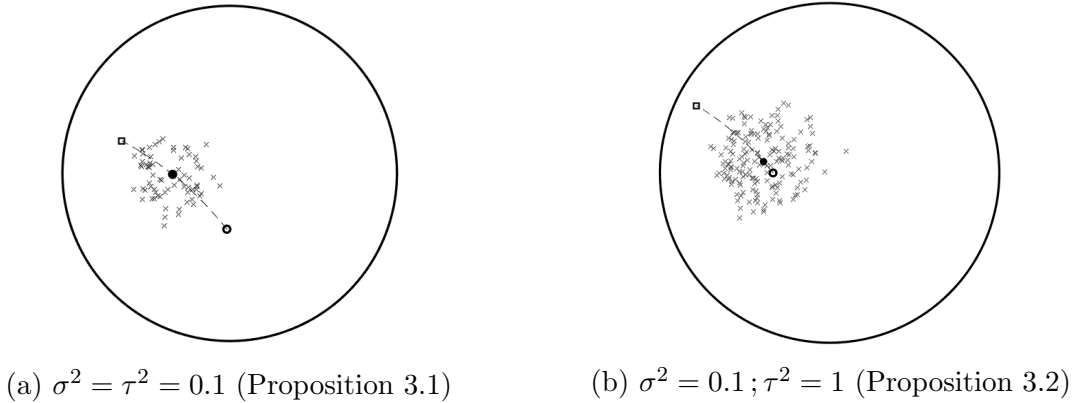 (a) σ² = τ² = 0.1 (Proposition 3.1)
(b) σ² = 0.1 ; τ² = 1 (Proposition 3.2)